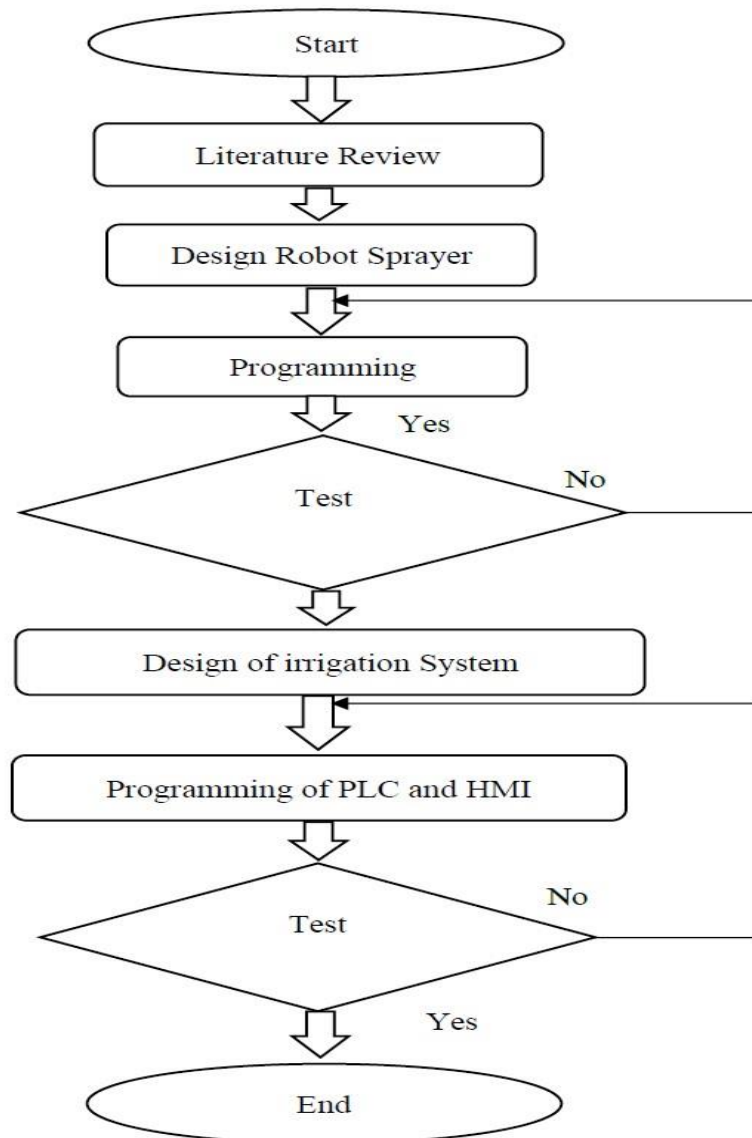 Start
Literature Review
Design Robot Sprayer
Programming
Yes
No
Test
Design of irrigation System
Programming of PLC and HMI
No
Test
Yes
End